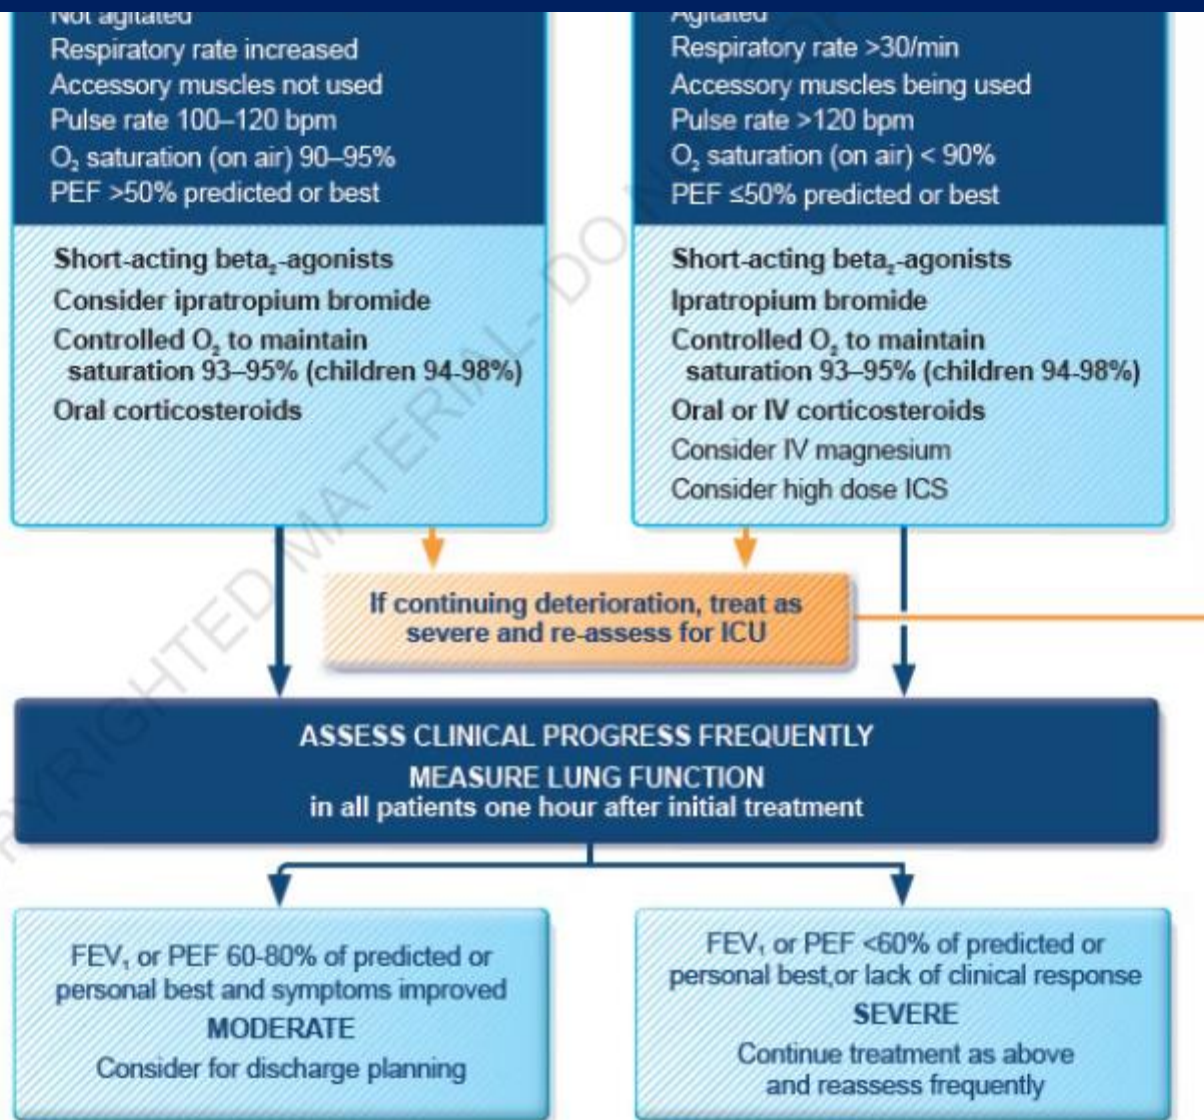 Not agitated
Respiratory rate increased
Accessory muscles not used
Pulse rate 100–120 bpm
O₂ saturation (on air) 90–95%
PEF >50% predicted or best
Short-acting beta₂-agonists
Consider ipratropium bromide
Controlled O₂ to maintain
saturation 93–95% (children 94-98%)
Oral corticosteroids
Agitated
Respiratory rate >30/min
Accessory muscles being used
Pulse rate >120 bpm
O₂ saturation (on air) < 90%
PEF ≤50% predicted or best
Short-acting beta₂-agonists
Ipratropium bromide
Controlled O₂ to maintain
saturation 93–95% (children 94-98%)
Oral or IV corticosteroids
Consider IV magnesium
Consider high dose ICS
If continuing deterioration, treat as
severe and re-assess for ICU
ASSESS CLINICAL PROGRESS FREQUENTLY
MEASURE LUNG FUNCTION
in all patients one hour after initial treatment
FEV₁ or PEF 60-80% of predicted or
personal best and symptoms improved
MODERATE
Consider for discharge planning
FEV₁ or PEF <60% of predicted or
personal best,or lack of clinical response
SEVERE
Continue treatment as above
and reassess frequently
MATERIAL- DO